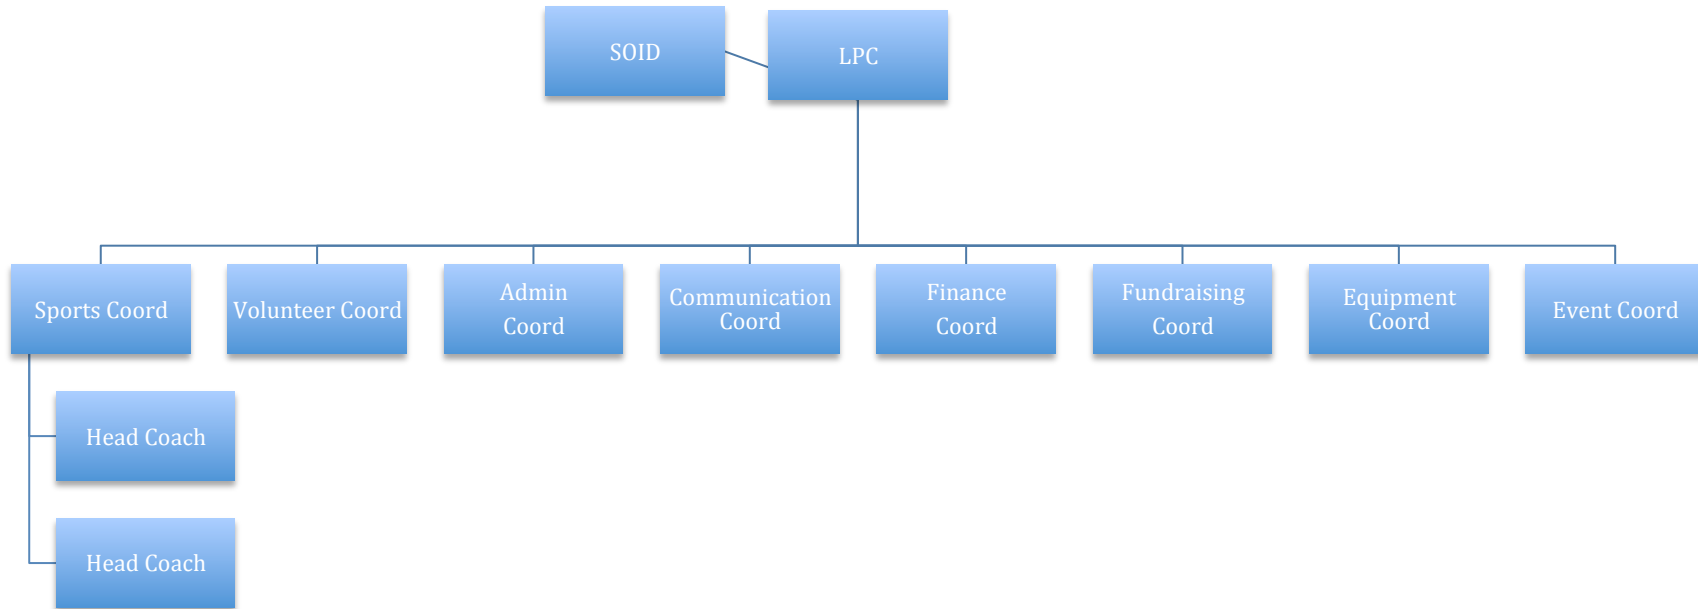 SOID
LPC
Sports Coord
Volunteer Coord
Admin
Coord
Communication
Coord
Finance
Coord
Fundraising
Coord
Equipment
Coord
Event Coord
Head Coach
Head Coach